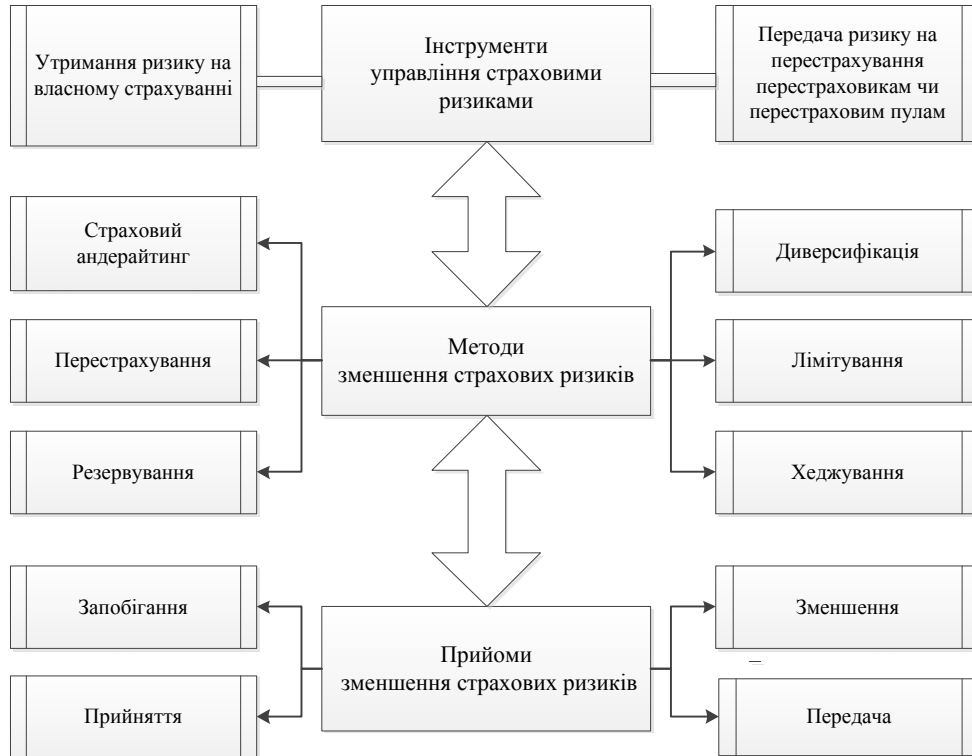 Утримання ризику на
власному страхуванні
Інструменти
управління страховими
ризиками
Передача ризику на
перестрахування
перестраховикам чи
перестраховим пулам
Страховий
андерайтинг
Перестрахування
Резервування
Методи
зменшення страхових ризиків
Диверсифікація
Лімітування
Хеджування
Запобігання
Прийняття
Прийоми
зменшення страхових ризиків
Зменшення
Передача